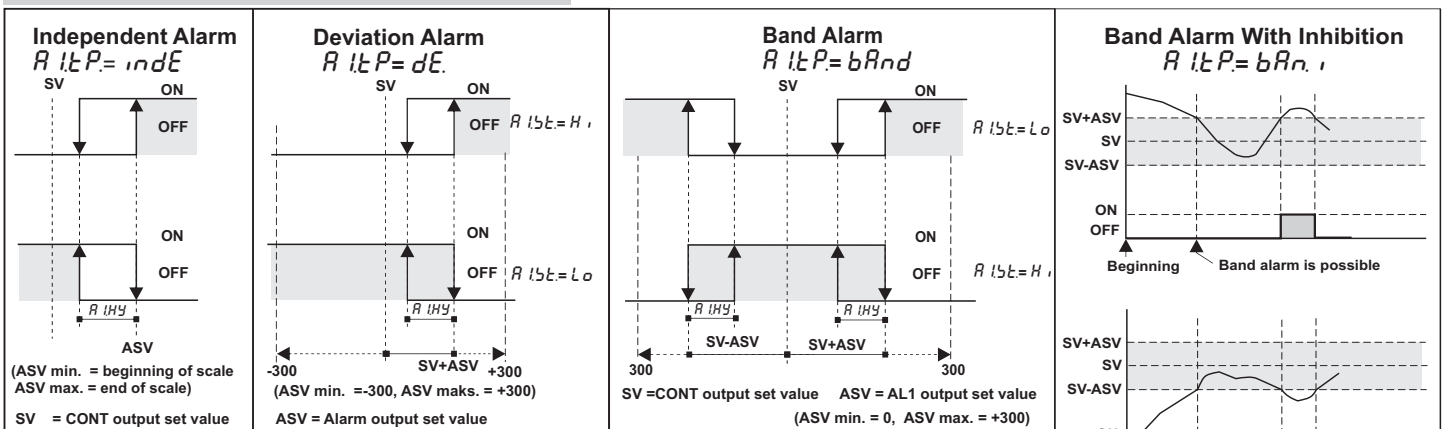 Independent Alarm
A1.tP.= indE
SV
ON
OFF
ON
OFF
A1.HY
ASV
(ASV min. = beginning of scale
ASV max. = end of scale)
SV = CONT output set value
Deviation Alarm
A1.tP= dE.
SV
ON
OFF
A1.St.= Hi
ON
OFF
A1.St.= Lo
A1.HY
SV+ASV
-300
+300
(ASV min. =-300, ASV maks. = +300)
ASV = Alarm output set value
Band Alarm
A1.tP.= bAnd
SV
ON
OFF
A1.St.= Lo
ON
OFF
A1.St.= Hi
A1.HY
A1.HY
SV-ASV
SV+ASV
300
300
SV =CONT output set value ASV = AL1 output set value
(ASV min. = 0, ASV max. = +300)
Band Alarm With Inhibition
A1.tP.= bAn.i
SV+ASV
SV
SV-ASV
ON
OFF
Beginning
Band alarm is possible
SV+ASV
SV
SV-ASV